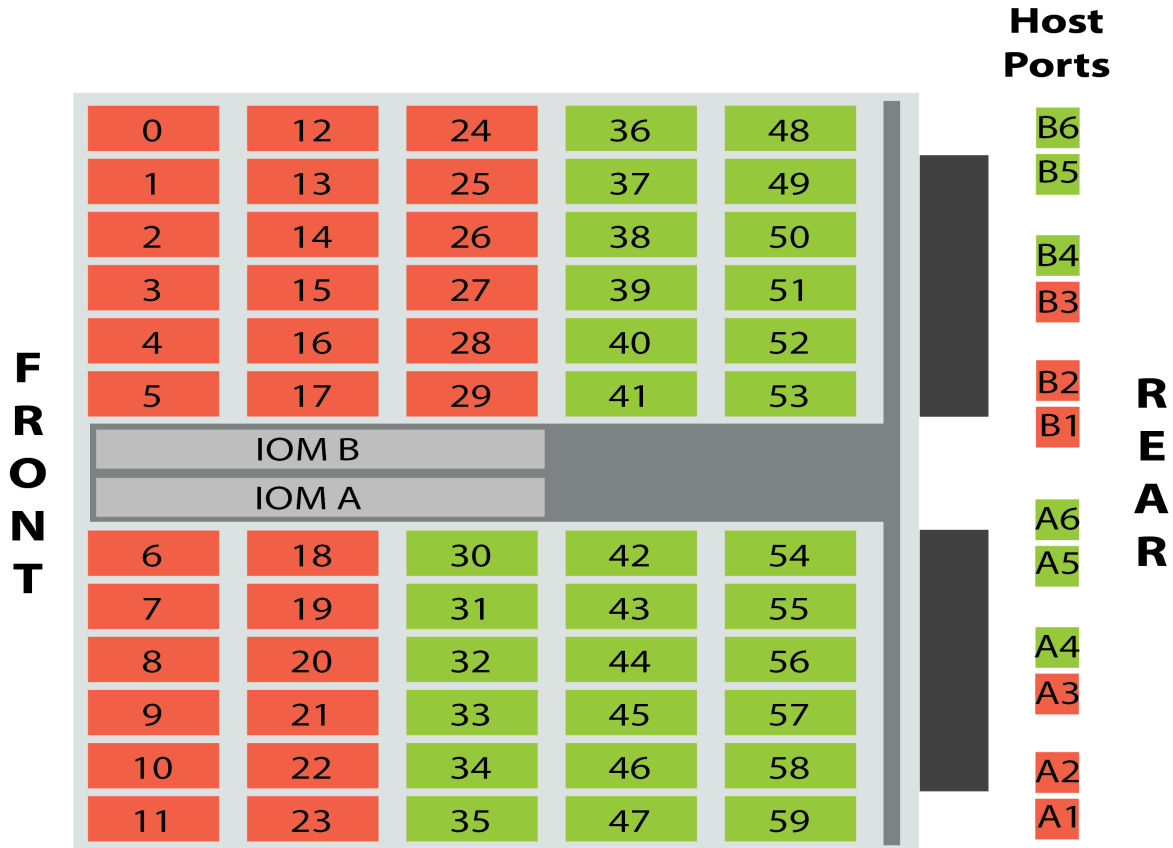 Host
Ports
0 12 24 36 48 B6
1 13 25 37 49 B5
2 14 26 38 50 B4
3 15 27 39 51 B3
4 16 28 40 52
5 17 29 41 53 B2
B1
IOM B
IOM A
A6
6 18 30 42 54 A5
7 19 31 43 55
8 20 32 44 56 A4
9 21 33 45 57 A3
10 22 34 46 58 A2
11 23 35 47 59 A1
FRONT
REAR